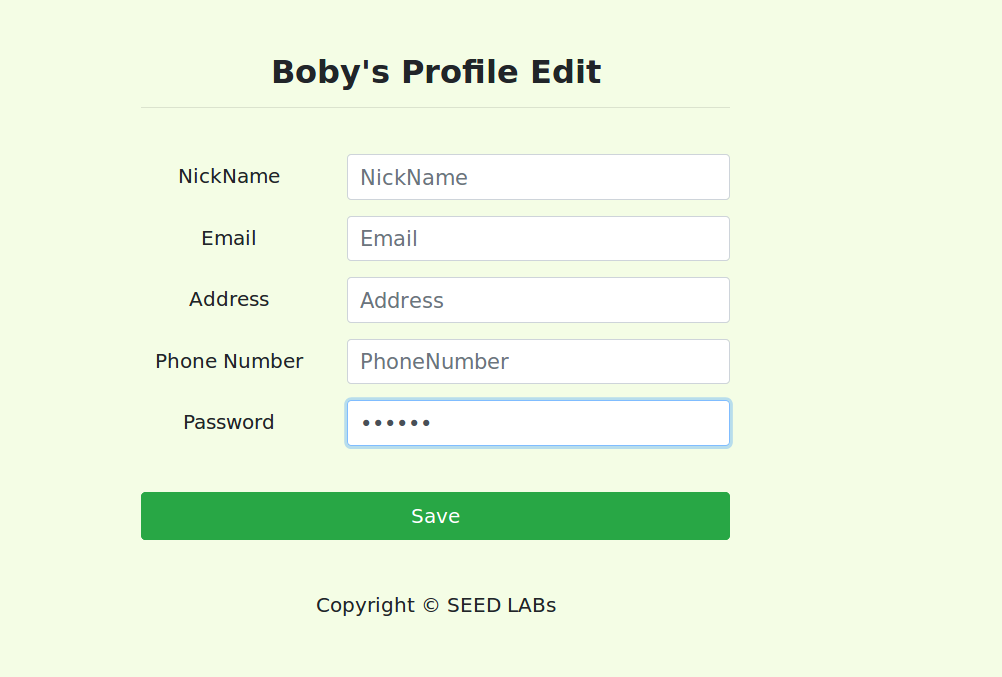 Boby's Profile Edit
NickName NickName
Email Email
Address Address
Phone Number PhoneNumber
Password ••••••
Save
Copyright © SEED LABs